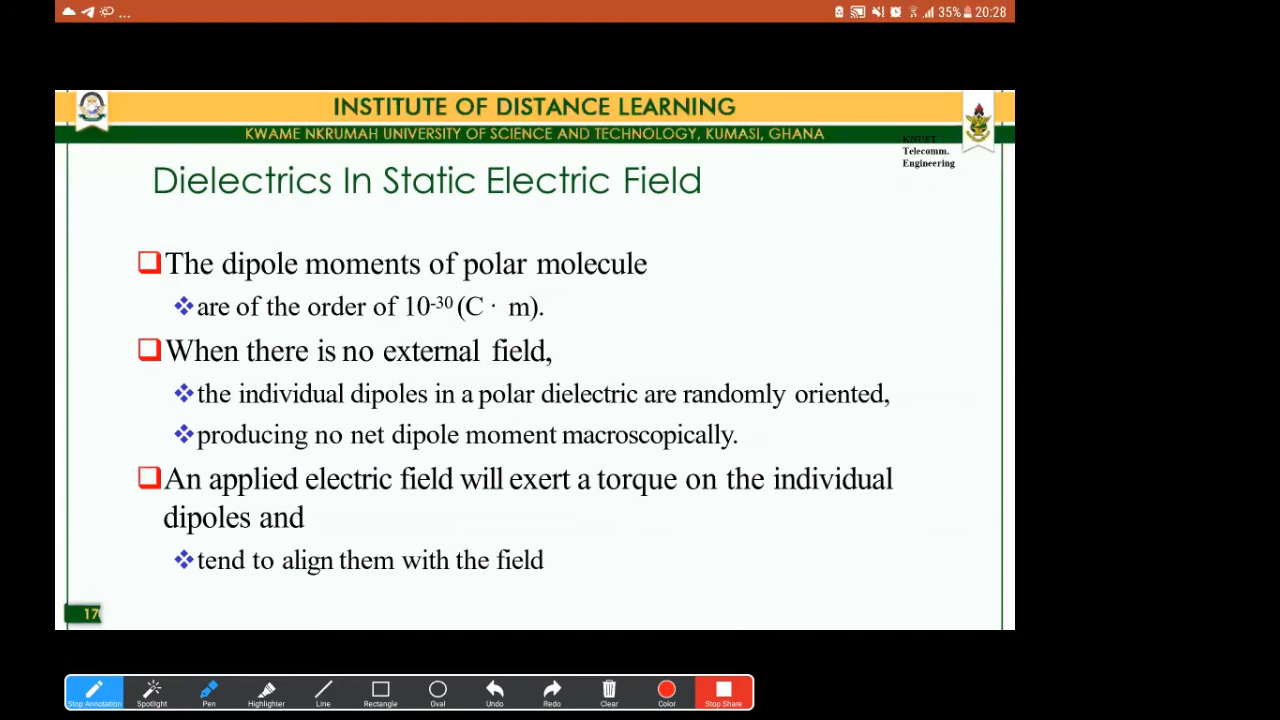 ... 35% 20:28
INSTITUTE OF DISTANCE LEARNING
KWAME NKRUMAH UNIVERSITY OF SCIENCE AND TECHNOLOGY, KUMASI, GHANA
KNUST
Telecomm.
Engineering
Dielectrics In Static Electric Field
The dipole moments of polar molecule
are of the order of 10⁻³⁰ (C · m).
When there is no external field,
the individual dipoles in a polar dielectric are randomly oriented,
producing no net dipole moment macroscopically.
An applied electric field will exert a torque on the individual
dipoles and
tend to align them with the field
17
Stop Annotation Spotlight Pen Highlighter Line Rectangle Oval Undo Redo Clear Color Stop Share